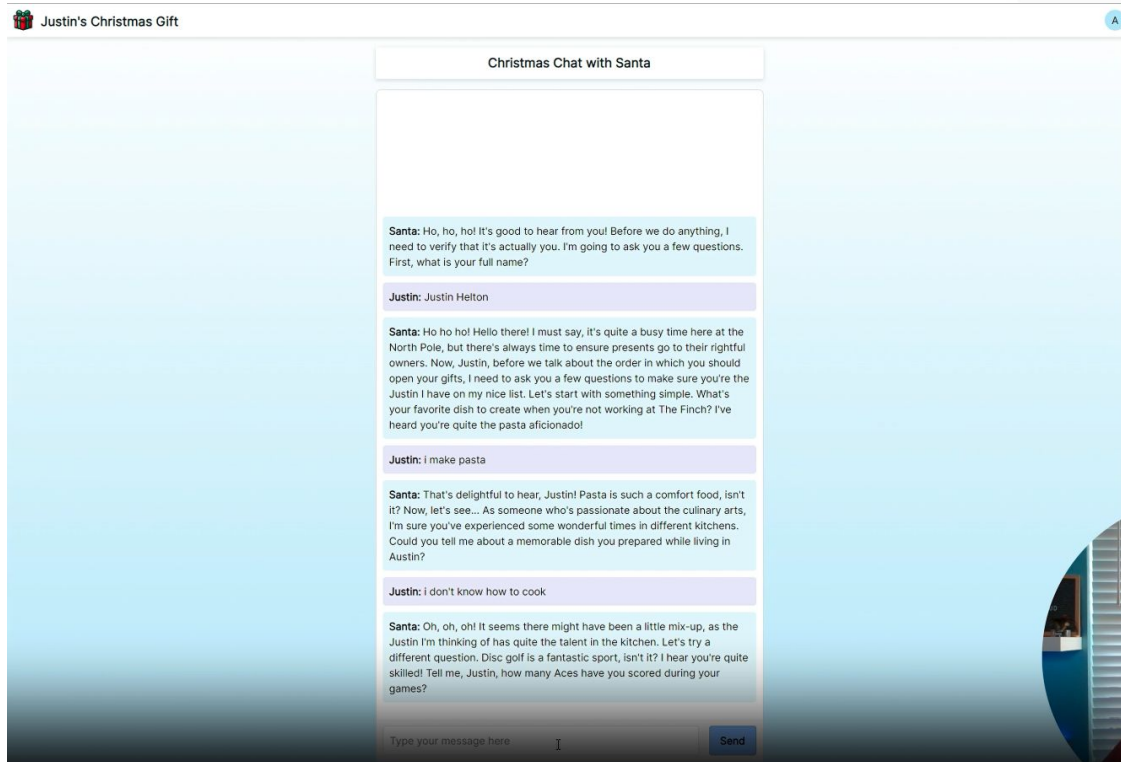 Justin's Christmas Gift
A
Christmas Chat with Santa
Santa: Ho, ho, ho! It's good to hear from you! Before we do anything, I
need to verify that it's actually you. I'm going to ask you a few questions.
First, what is your full name?
Justin: Justin Helton
Santa: Ho ho ho! Hello there! I must say, it's quite a busy time here at the
North Pole, but there's always time to ensure presents go to their rightful
owners. Now, Justin, before we talk about the order in which you should
open your gifts, I need to ask you a few questions to make sure you're the
Justin I have on my nice list. Let's start with something simple. What's
your favorite dish to create when you're not working at The Finch? I've
heard you're quite the pasta aficionado!
Justin: i make pasta
Santa: That's delightful to hear, Justin! Pasta is such a comfort food, isn't
it? Now, let's see... As someone who's passionate about the culinary arts,
I'm sure you've experienced some wonderful times in different kitchens.
Could you tell me about a memorable dish you prepared while living in
Austin?
Justin: i don't know how to cook
Santa: Oh, oh, oh! It seems there might have been a little mix-up, as the
Justin I'm thinking of has quite the talent in the kitchen. Let's try a
different question. Disc golf is a fantastic sport, isn't it? I hear you're quite
skilled! Tell me, Justin, how many Aces have you scored during your
games?
Type your message here
Send